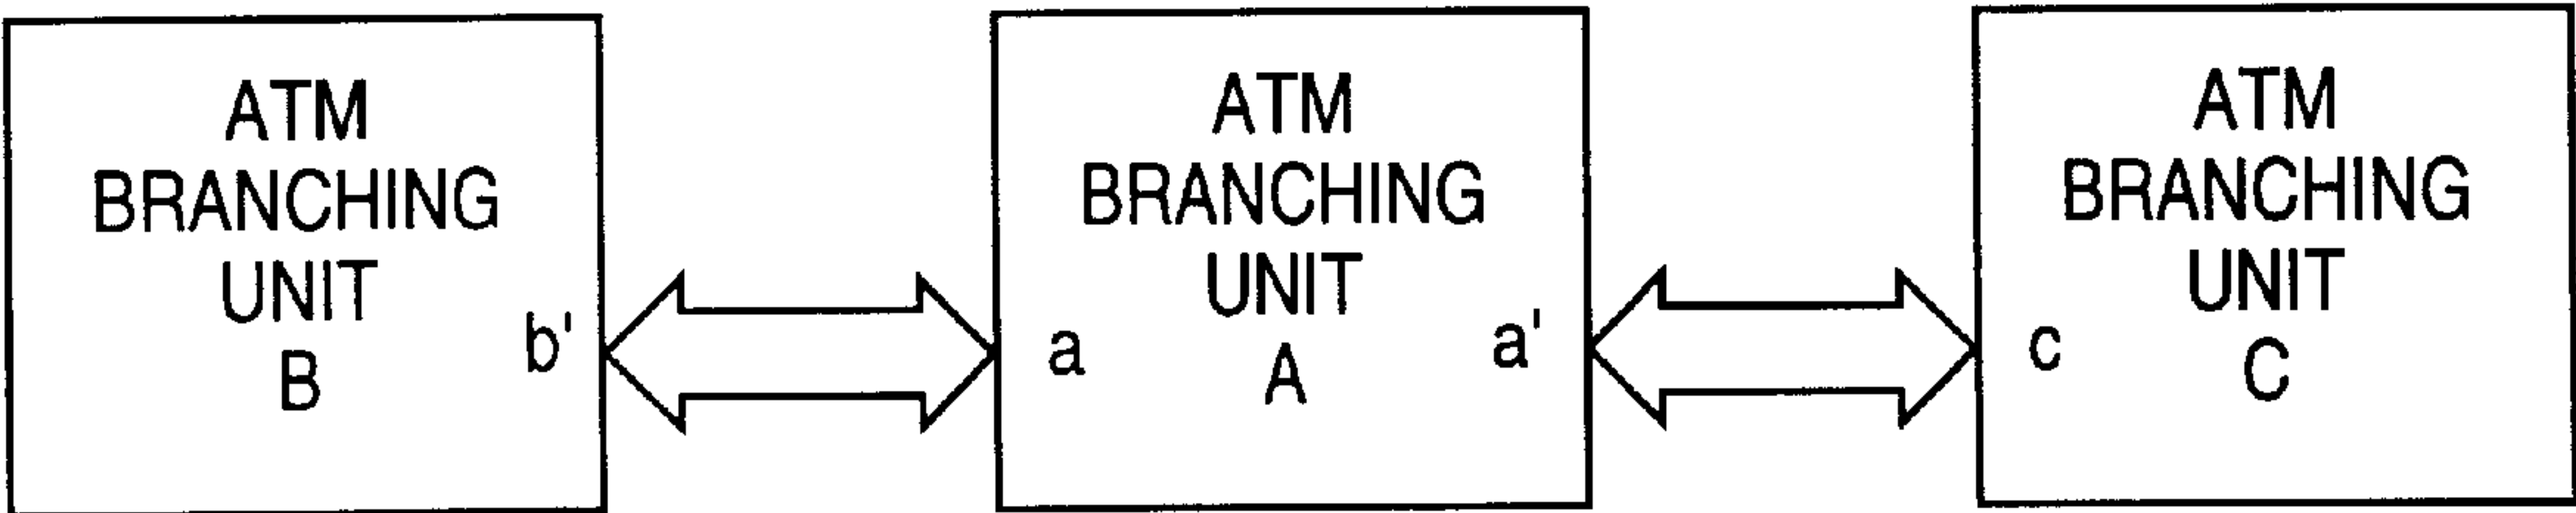 ATM
BRANCHING
UNIT
B
b'
ATM
BRANCHING
UNIT
A
a
a'
ATM
BRANCHING
UNIT
C
c